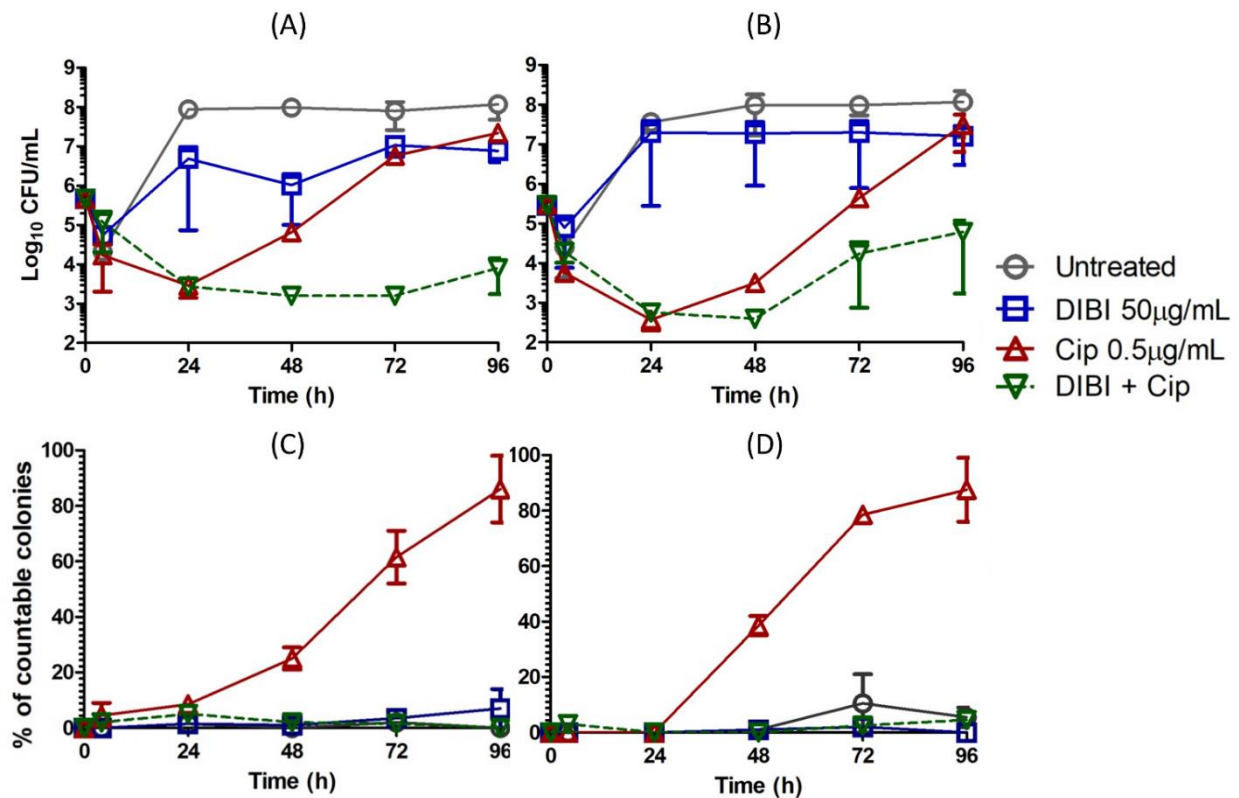 (A)
(B)
Log10 CFU/mL
9
8
7
6
5
4
3
2
0 24 48 72 96
Time (h)
9
8
7
6
5
4
3
2
0 24 48 72 96
Time (h)
Untreated
DIBI 50μg/mL
Cip 0.5μg/mL
DIBI + Cip
(C)
(D)
% of countable colonies
100
80
60
40
20
0
0 24 48 72 96
Time (h)
100
80
60
40
20
0
0 24 48 72 96
Time (h)